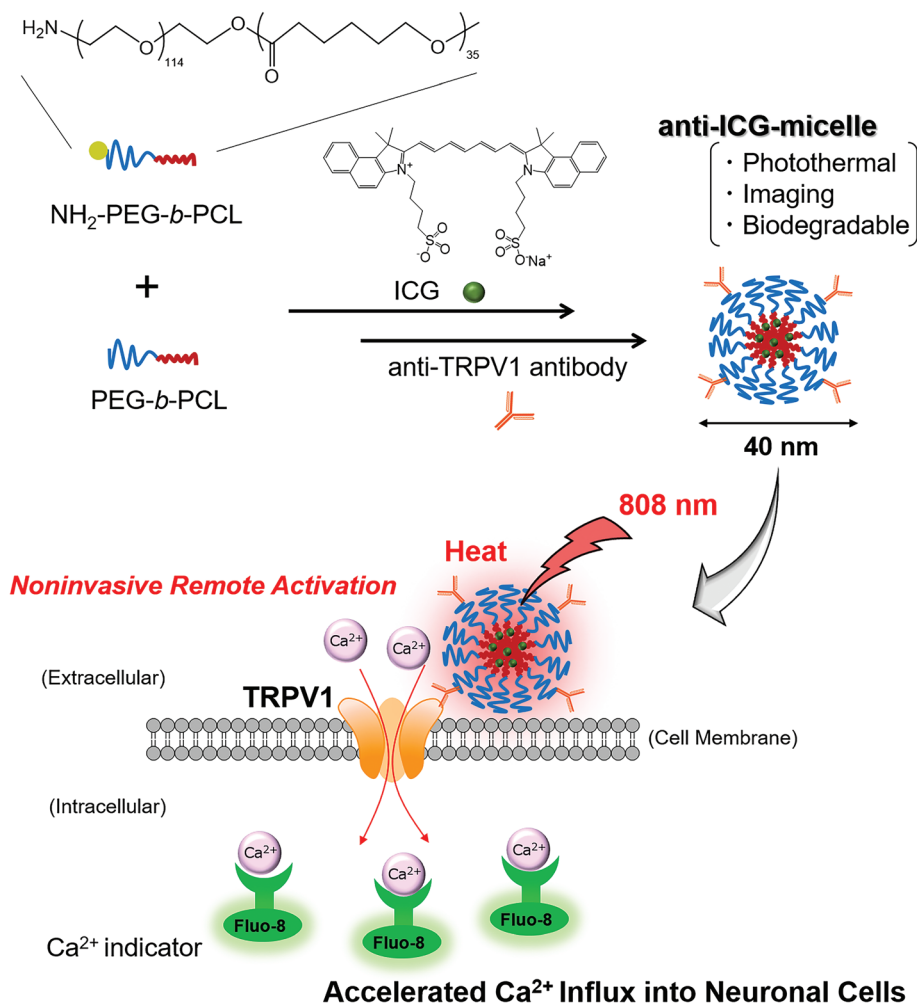 H₂N
O
O
O
O
O
114
35
anti-ICG-micelle
・ Photothermal
・ Imaging
・ Biodegradable
NH₂-PEG-b-PCL
+
PEG-b-PCL
N⁺
N
O
S
O
⁻O
O
S
O
O⁻Na⁺
ICG
anti-TRPV1 antibody
40 nm
808 nm
Heat
Noninvasive Remote Activation
Ca²⁺
Ca²⁺
(Extracellular)
TRPV1
(Cell Membrane)
(Intracellular)
Ca²⁺
Ca²⁺
Ca²⁺
Fluo-8
Fluo-8
Fluo-8
Ca²⁺ indicator
Accelerated Ca²⁺ Influx into Neuronal Cells